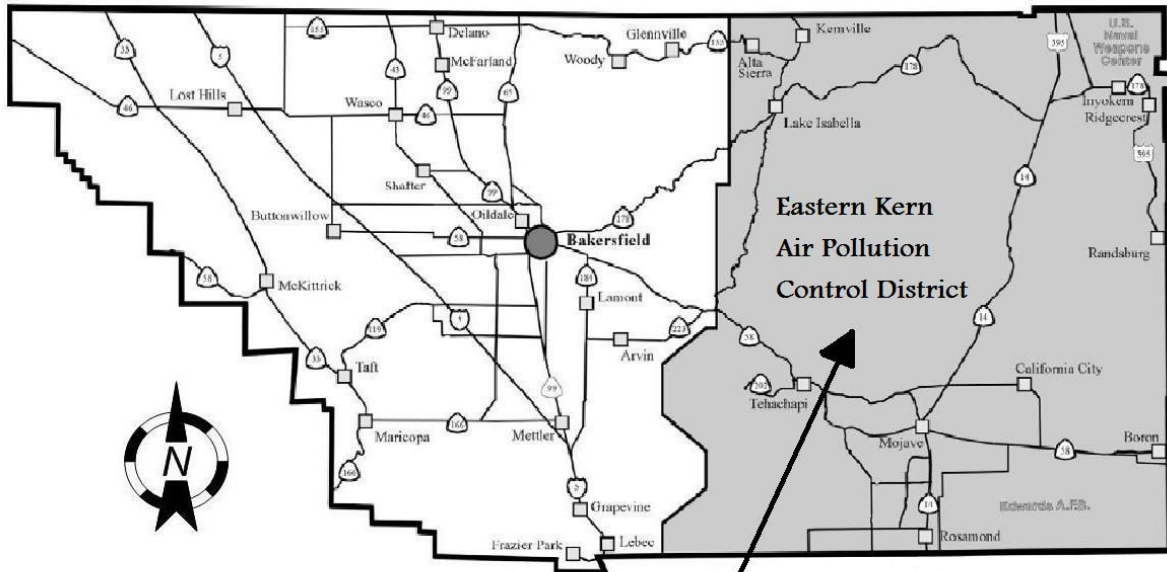 Delano
McFarland
Woody
Glennville
Alta
Sierra
Kernville
U.S.
Naval
Weapons
Center
Inyokern
Ridgecrest
Lost Hills
Wasco
Lake Isabella
Shafter
Buttonwillow
Oildale
Bakersfield
Eastern Kern
Air Pollution
Control District
Randsburg
McKittrick
Lamont
Arvin
Taft
Tehachapi
California City
Maricopa
Mettler
Mojave
Boron
Grapevine
Edwards A.F.B.
Frazier Park
Lebec
Rosamond
N
155
33
5
43
99
65
155
395
178
178
46
46
395
14
99
178
58
58
184
5
119
223
58
14
33
99
202
166
58
166
5
14